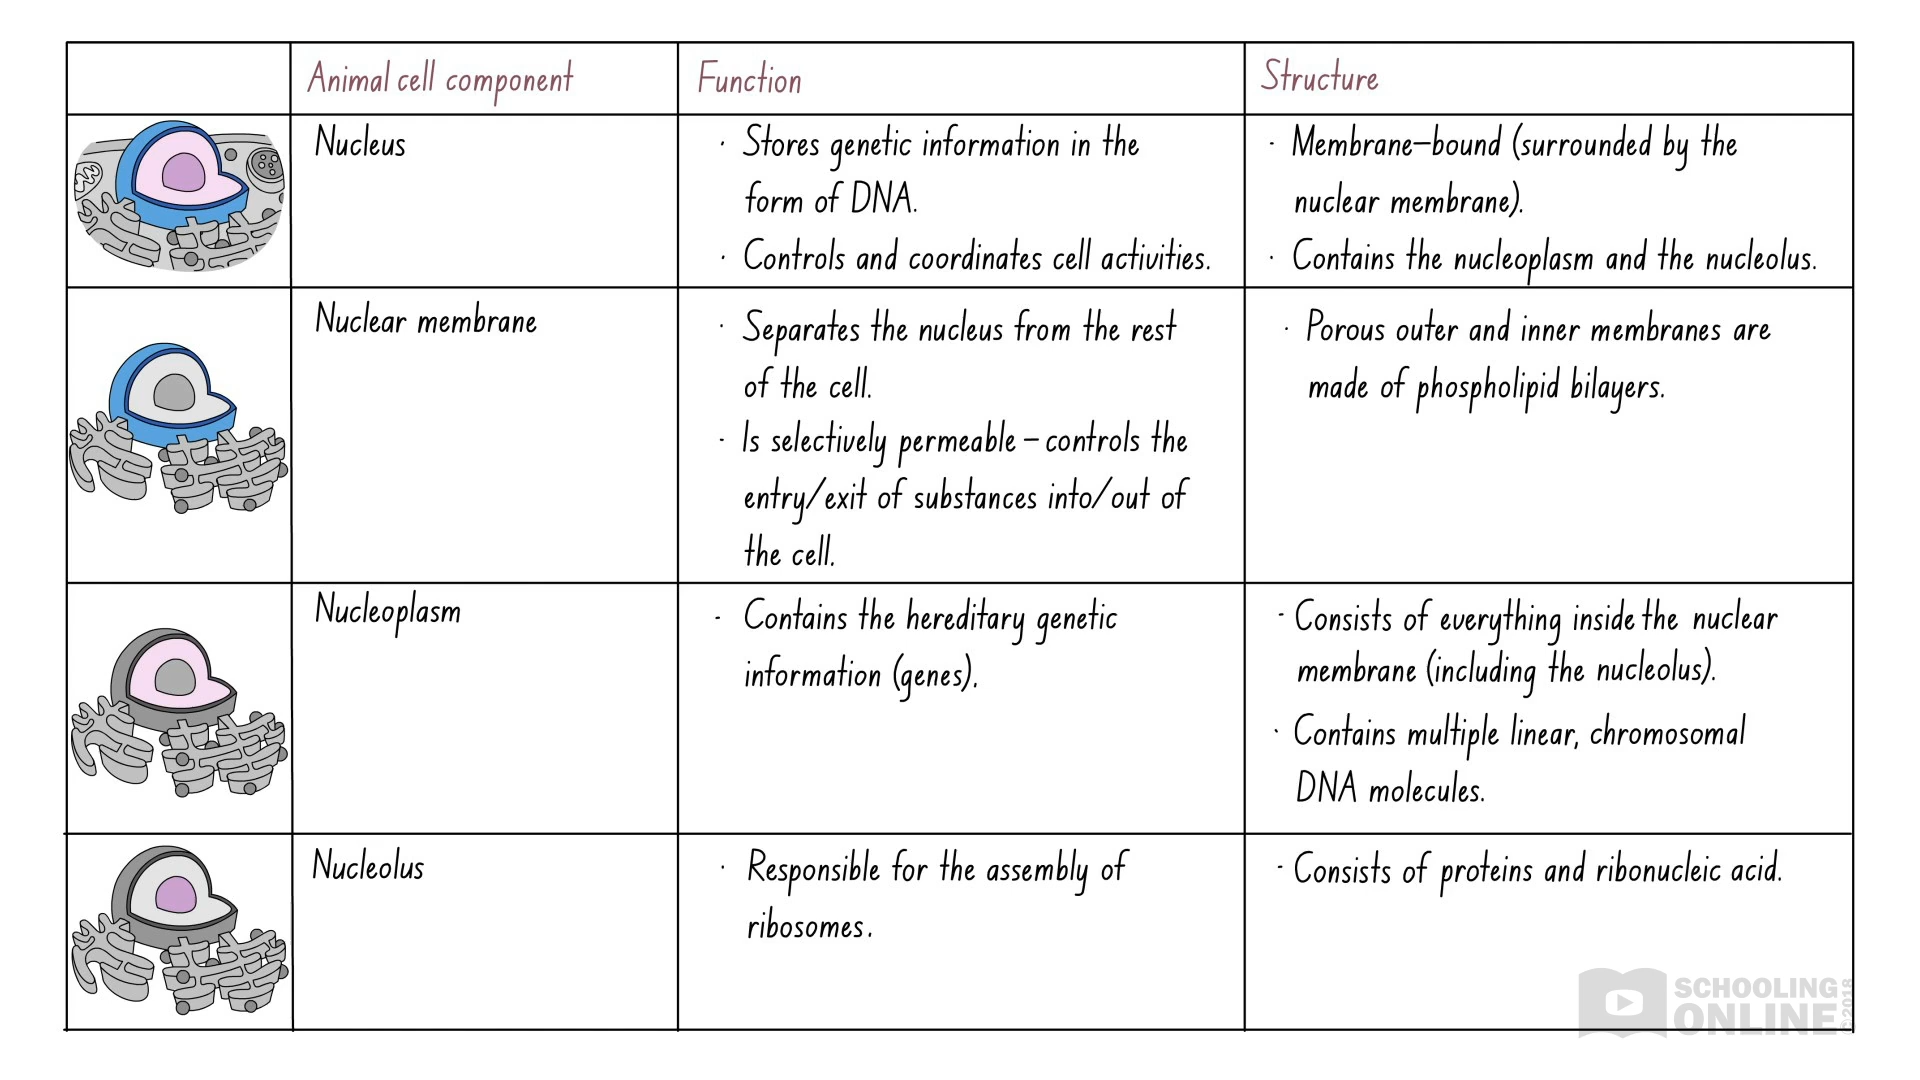 Animal cell component
Function
Structure
Nucleus
· Stores genetic information in the
form of DNA.
· Controls and coordinates cell activities.
· Membrane–bound (surrounded by the
nuclear membrane).
· Contains the nucleoplasm and the nucleolus.
Nuclear membrane
· Separates the nucleus from the rest
of the cell.
· Is selectively permeable – controls the
entry/exit of substances into/out of
the cell.
· Porous outer and inner membranes are
made of phospholipid bilayers.
Nucleoplasm
· Contains the hereditary genetic
information (genes).
· Consists of everything inside the nuclear
membrane (including the nucleolus).
· Contains multiple linear, chromosomal
DNA molecules.
Nucleolus
· Responsible for the assembly of
ribosomes.
· Consists of proteins and ribonucleic acid.
SCHOOLING
ONLINE
©2018